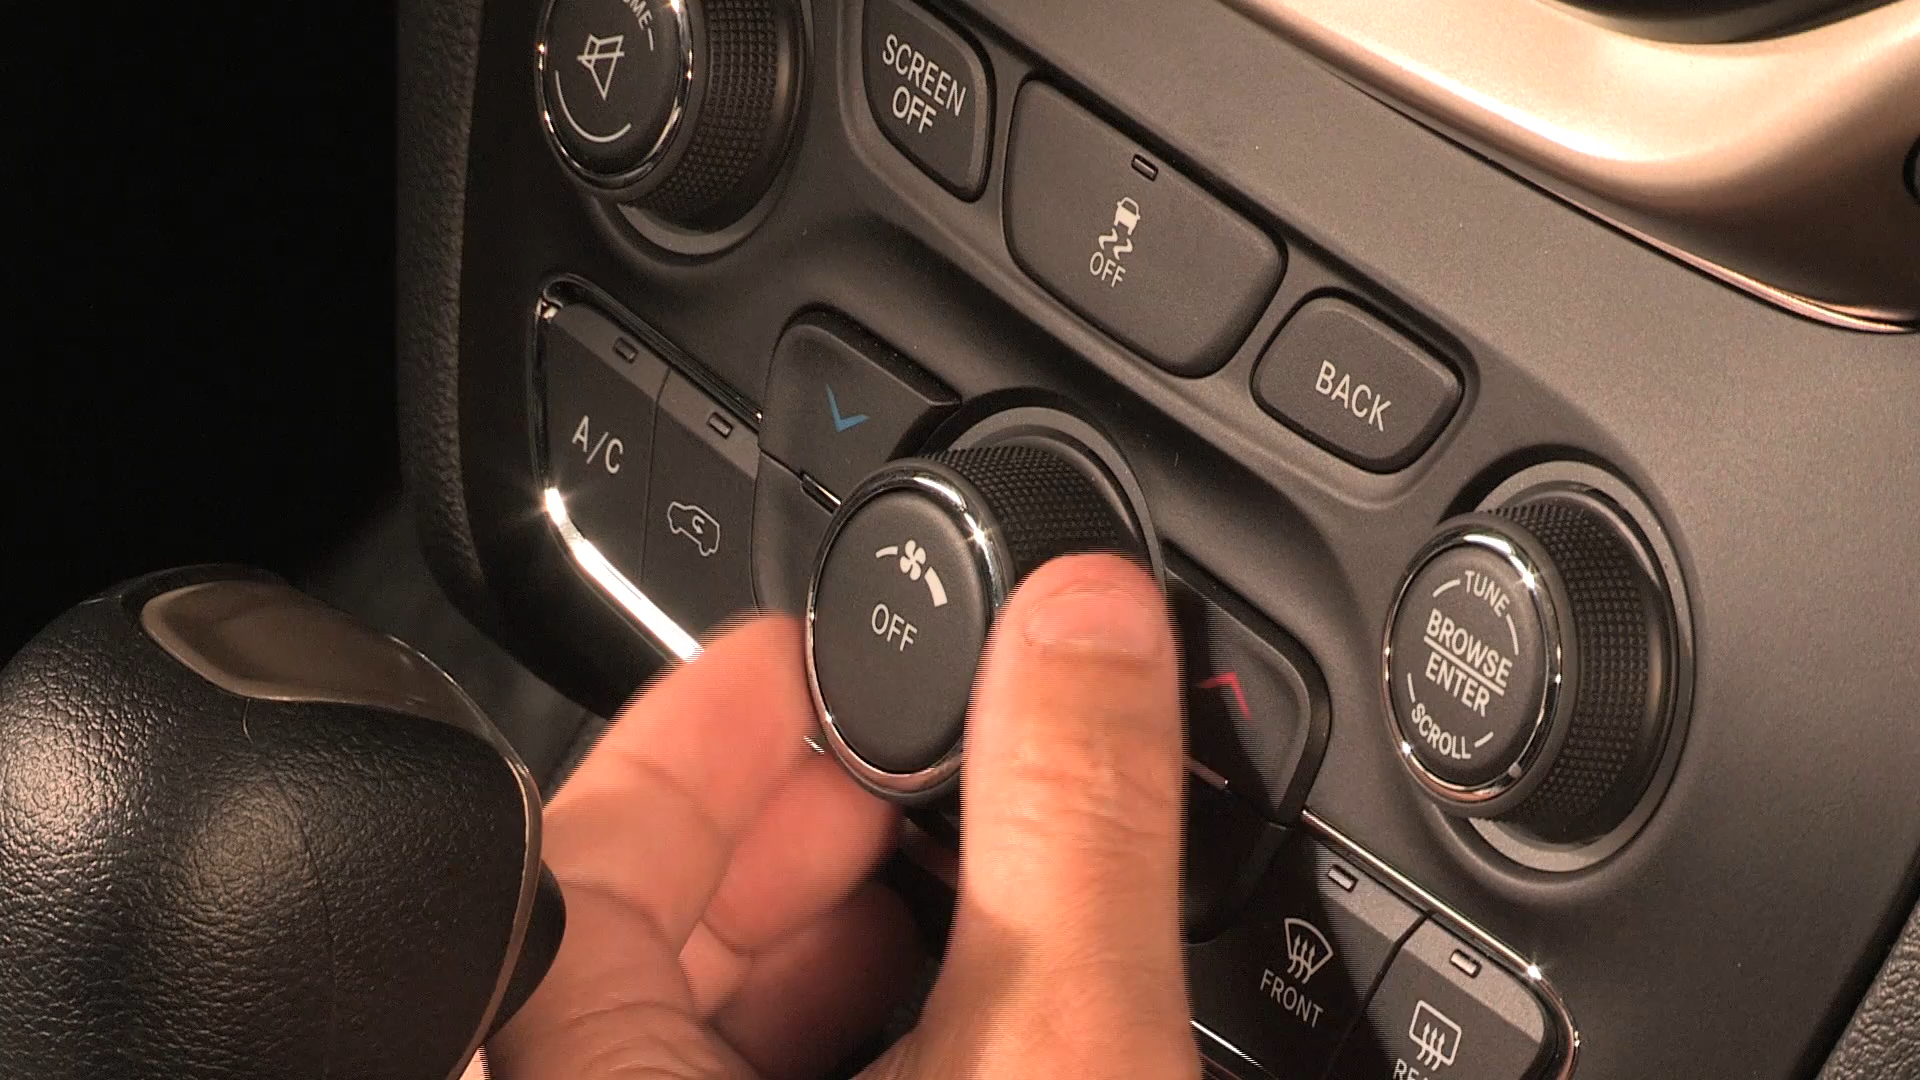 SCREEN
OFF
OFF
BACK
A/C
OFF
TUNE
BROWSE
ENTER
SCROLL
FRONT